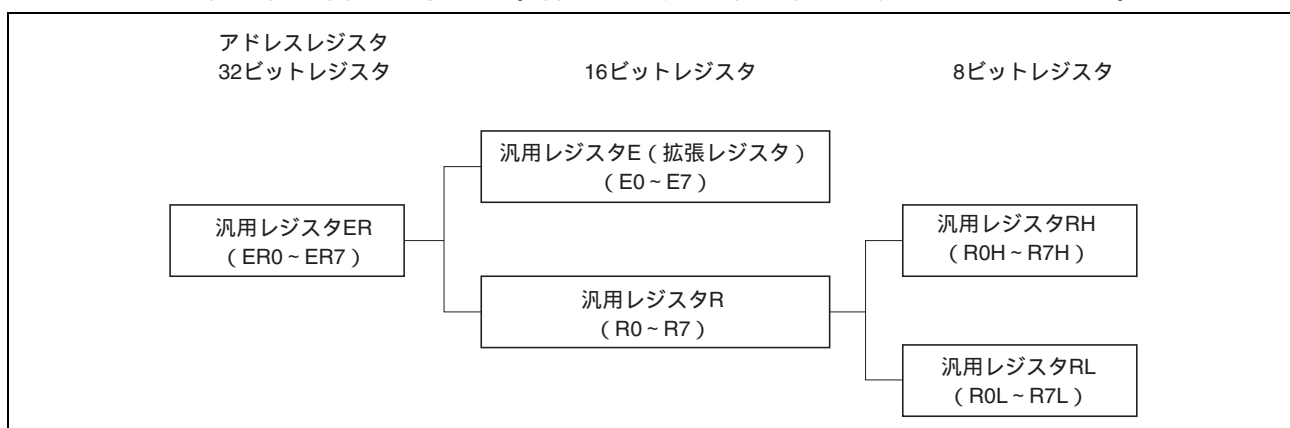 アドレスレジスタ
32ビットレジスタ
16ビットレジスタ
8ビットレジスタ
汎用レジスタE（拡張レジスタ）
（E0～E7）
汎用レジスタER
（ER0～ER7）
汎用レジスタRH
（R0H～R7H）
汎用レジスタR
（R0～R7）
汎用レジスタRL
（R0L～R7L）